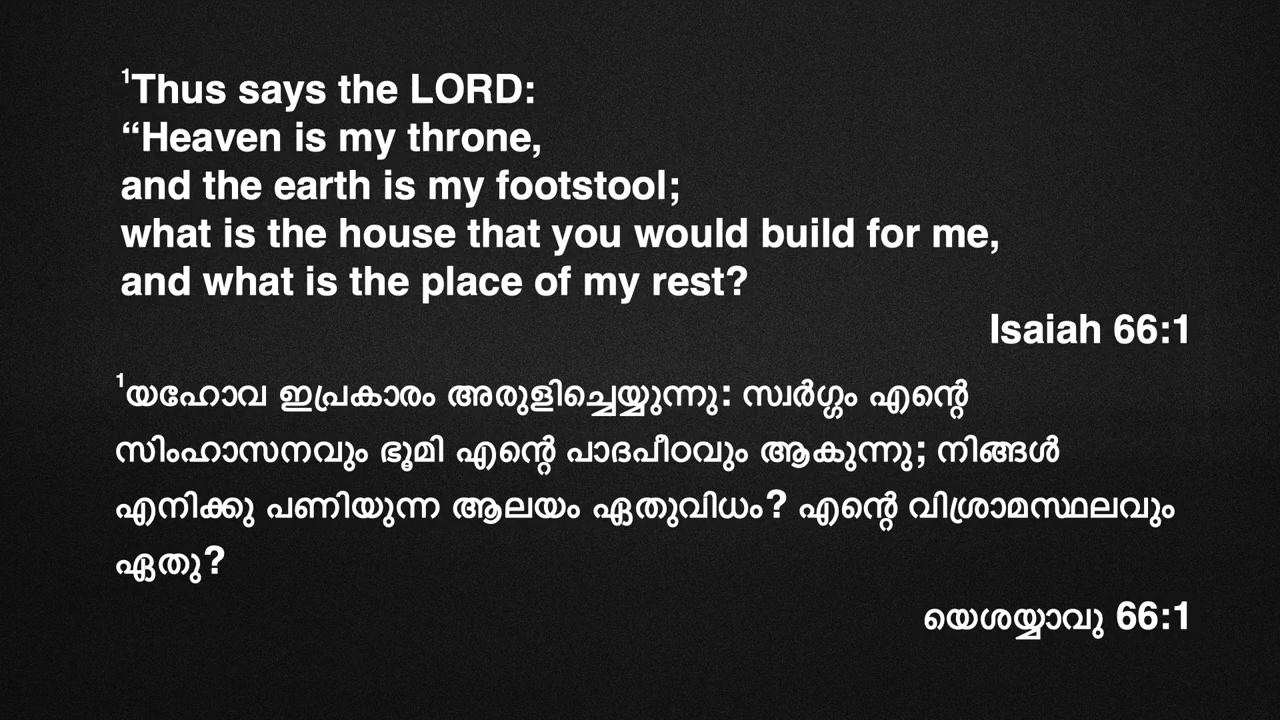 ¹Thus says the LORD:
“Heaven is my throne,
and the earth is my footstool;
what is the house that you would build for me,
and what is the place of my rest?
Isaiah 66:1
¹യഹോവ ഇപ്രകാരം അരുളിച്ചെയ്യുന്നു: സ്വർഗ്ഗം എന്റെ
സിംഹാസനവും ഭൂമി എന്റെ പാദപീഠവും ആകുന്നു; നിങ്ങൾ
എനിക്കു പണിയുന്ന ആലയം ഏതുവിധം? എന്റെ വിശ്രാമസ്ഥലവും
ഏതു?
യെശയ്യാവു 66:1